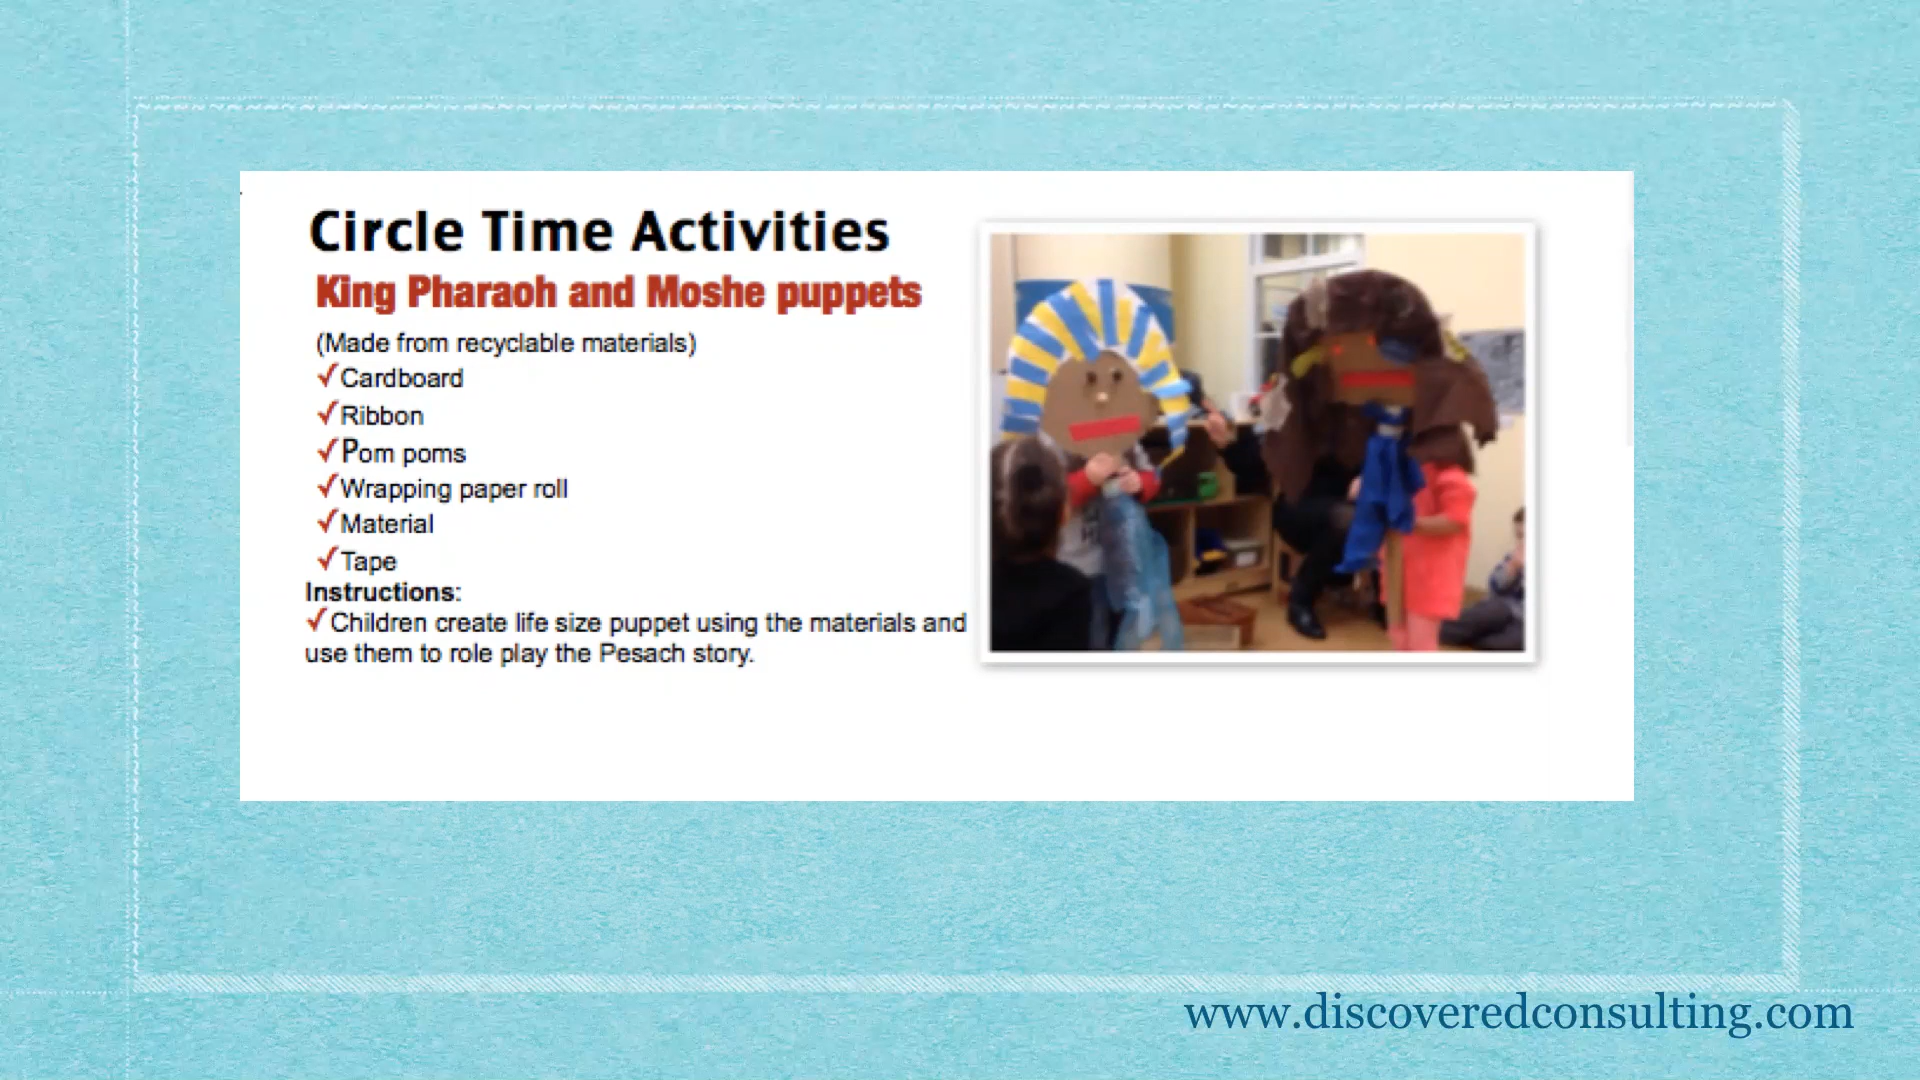 Circle Time Activities
King Pharaoh and Moshe puppets
(Made from recyclable materials)
✓Cardboard
✓Ribbon
✓Pom poms
✓Wrapping paper roll
✓Material
✓Tape
Instructions:
✓Children create life size puppet using the materials and
use them to role play the Pesach story.
www.discoveredconsulting.com